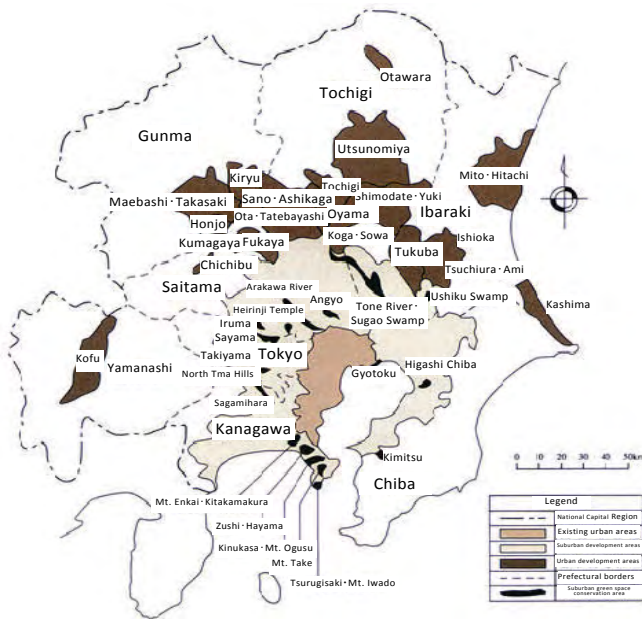 Otawara
Tochigi
Gunma
Utsunomiya
Kiryu
Tochigi
Mito·Hitachi
Maebashi·Takasaki
Sano·Ashikaga
Shimodate·Yuki
Ota·Tatebayashi
Oyama
Ibaraki
Honjo
Kumagaya
Fukaya
Koga·Sowa
Ishioka
Tukuba
Chichibu
Tsuchiura·Ami
Saitama
Arakawa River
Angyo
Tone River·
Sugao Swamp
Ushiku Swamp
Kashima
Heirinji Temple
Iruma
Sayama
Kofu
Yamanashi
Takiyama
Tokyo
Gyotoku
Higashi Chiba
North Tma Hills
Sagamihara
Kanagawa
Kimitsu
Chiba
0 10 20 30 40 50km
Mt. Enkai·Kitakamakura
Zushi·Hayama
Kinukasa·Mt. Ogusu
Mt. Take
Tsurugisaki·Mt. Iwado
Legend
National Capital Region
Existing urban areas
Suburban development areas
Urban development areas
Prefectural borders
Suburban green space
conservation area